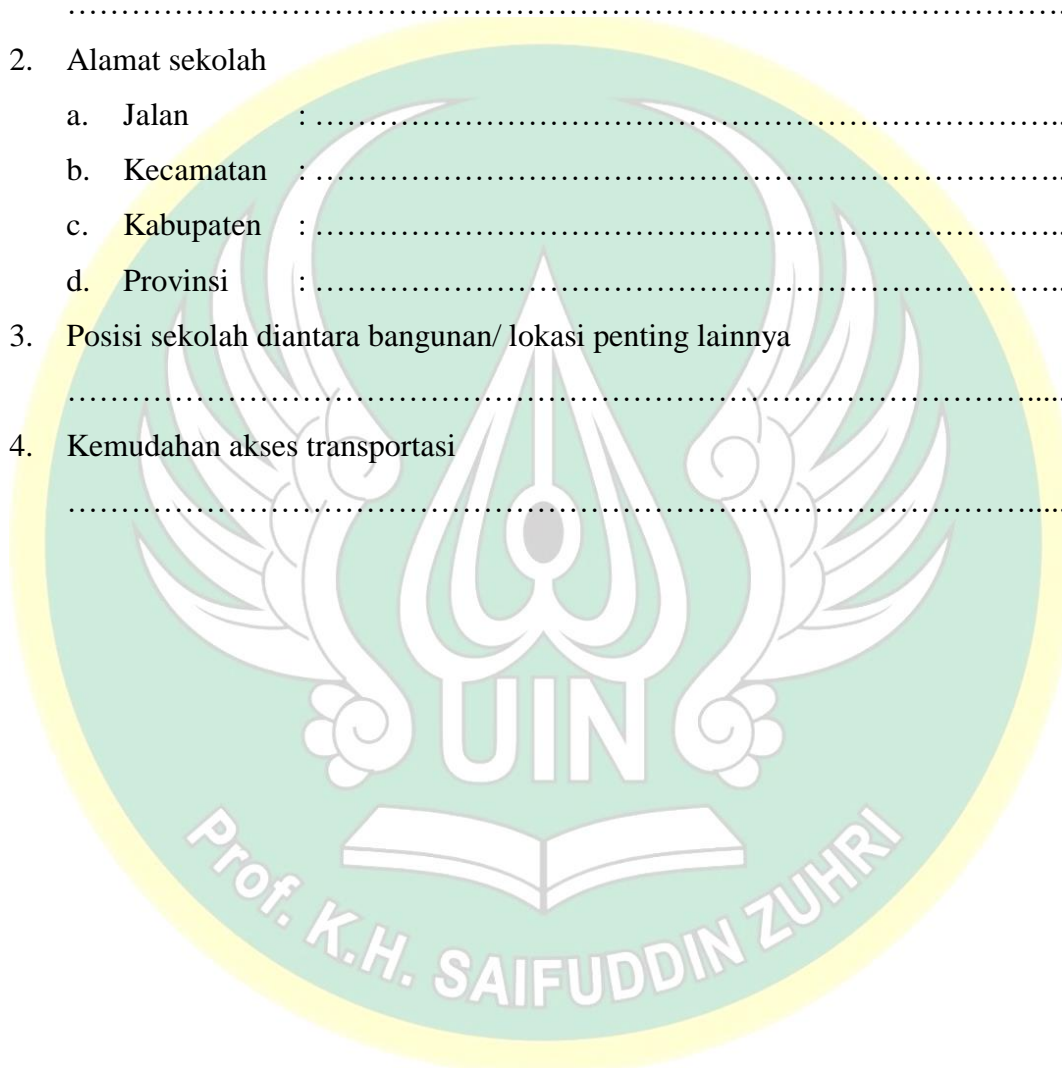 ……………………………………………………………………………………….
2. Alamat sekolah
a. Jalan : …………………………………………………………………..
b. Kecamatan : …………………………………………………………………..
c. Kabupaten : …………………………………………………………………..
d. Provinsi : …………………………………………………………………..
3. Posisi sekolah diantara bangunan/ lokasi penting lainnya
…………………………………………………………………………………….....
4. Kemudahan akses transportasi
…………………………………………………………………………………….....
UIN
Prof. K.H. SAIFUDDIN ZUHRI